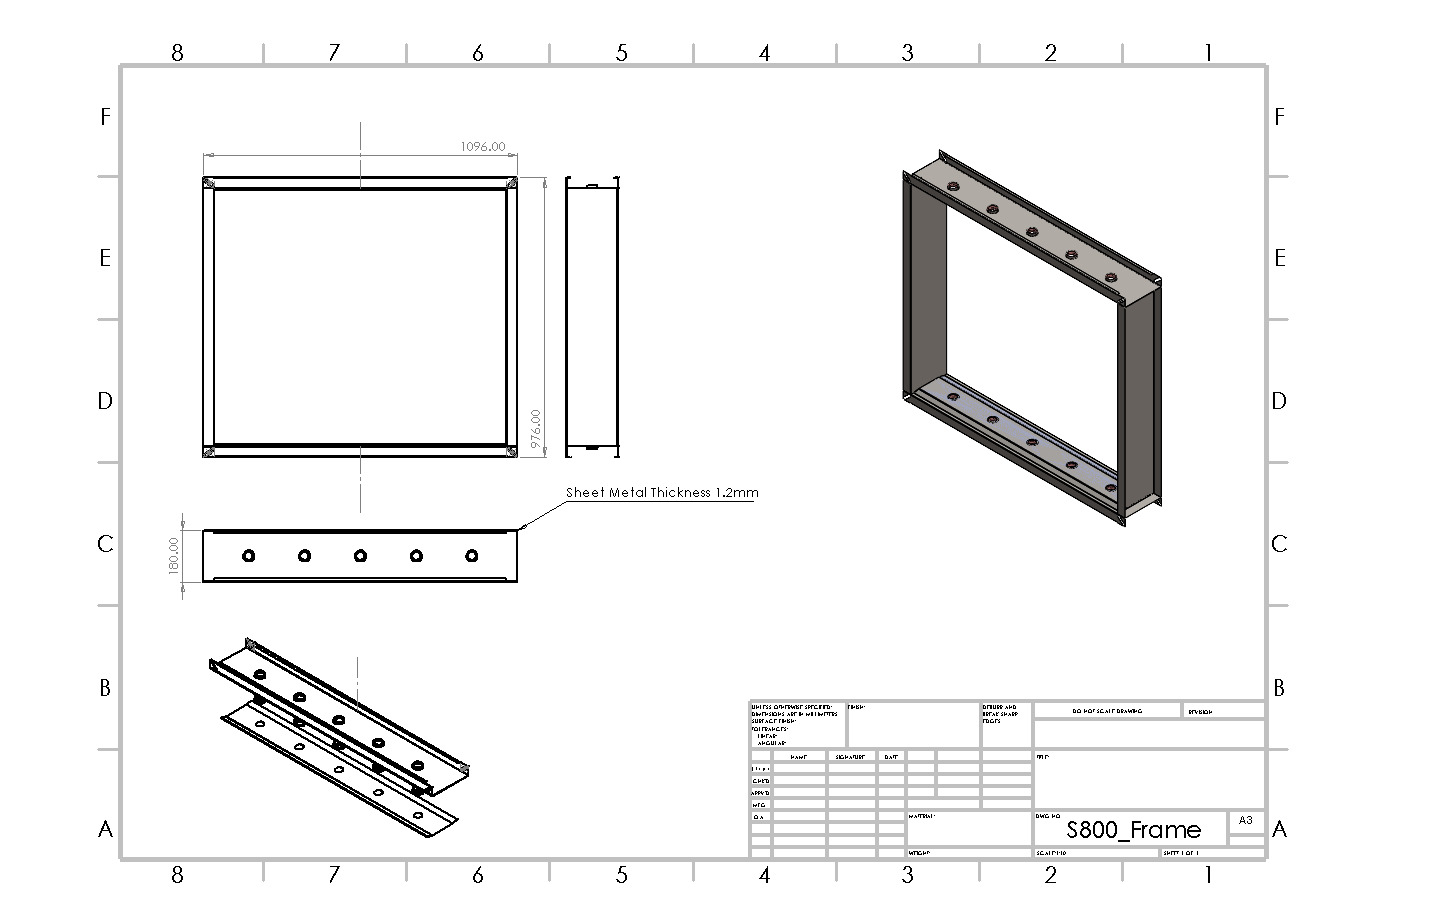 8 7 6 5 4 3 2 1
F F
1096.00
E E
D D
976.00
Sheet Metal Thickness 1.2mm
C C
180.00
B B
UNLESS OTHERWISE SPECIFIED:
DIMENSIONS ARE IN MILLIMETERS
SURFACE FINISH:
TOLERANCES:
LINEAR:
ANGULAR:
FINISH:
DEBURR AND
BREAK SHARP
EDGES
DO NOT SCALE DRAWING
REVISION
NAME SIGNATURE DATE
TITLE:
CHK'D
APPV'D
MFG
Q.A
MATERIAL:
DWG NO.
S800_Frame
A3
A A
WEIGHT:
SCALE:1:10
SHEET 1 OF 1
8 7 6 5 4 3 2 1